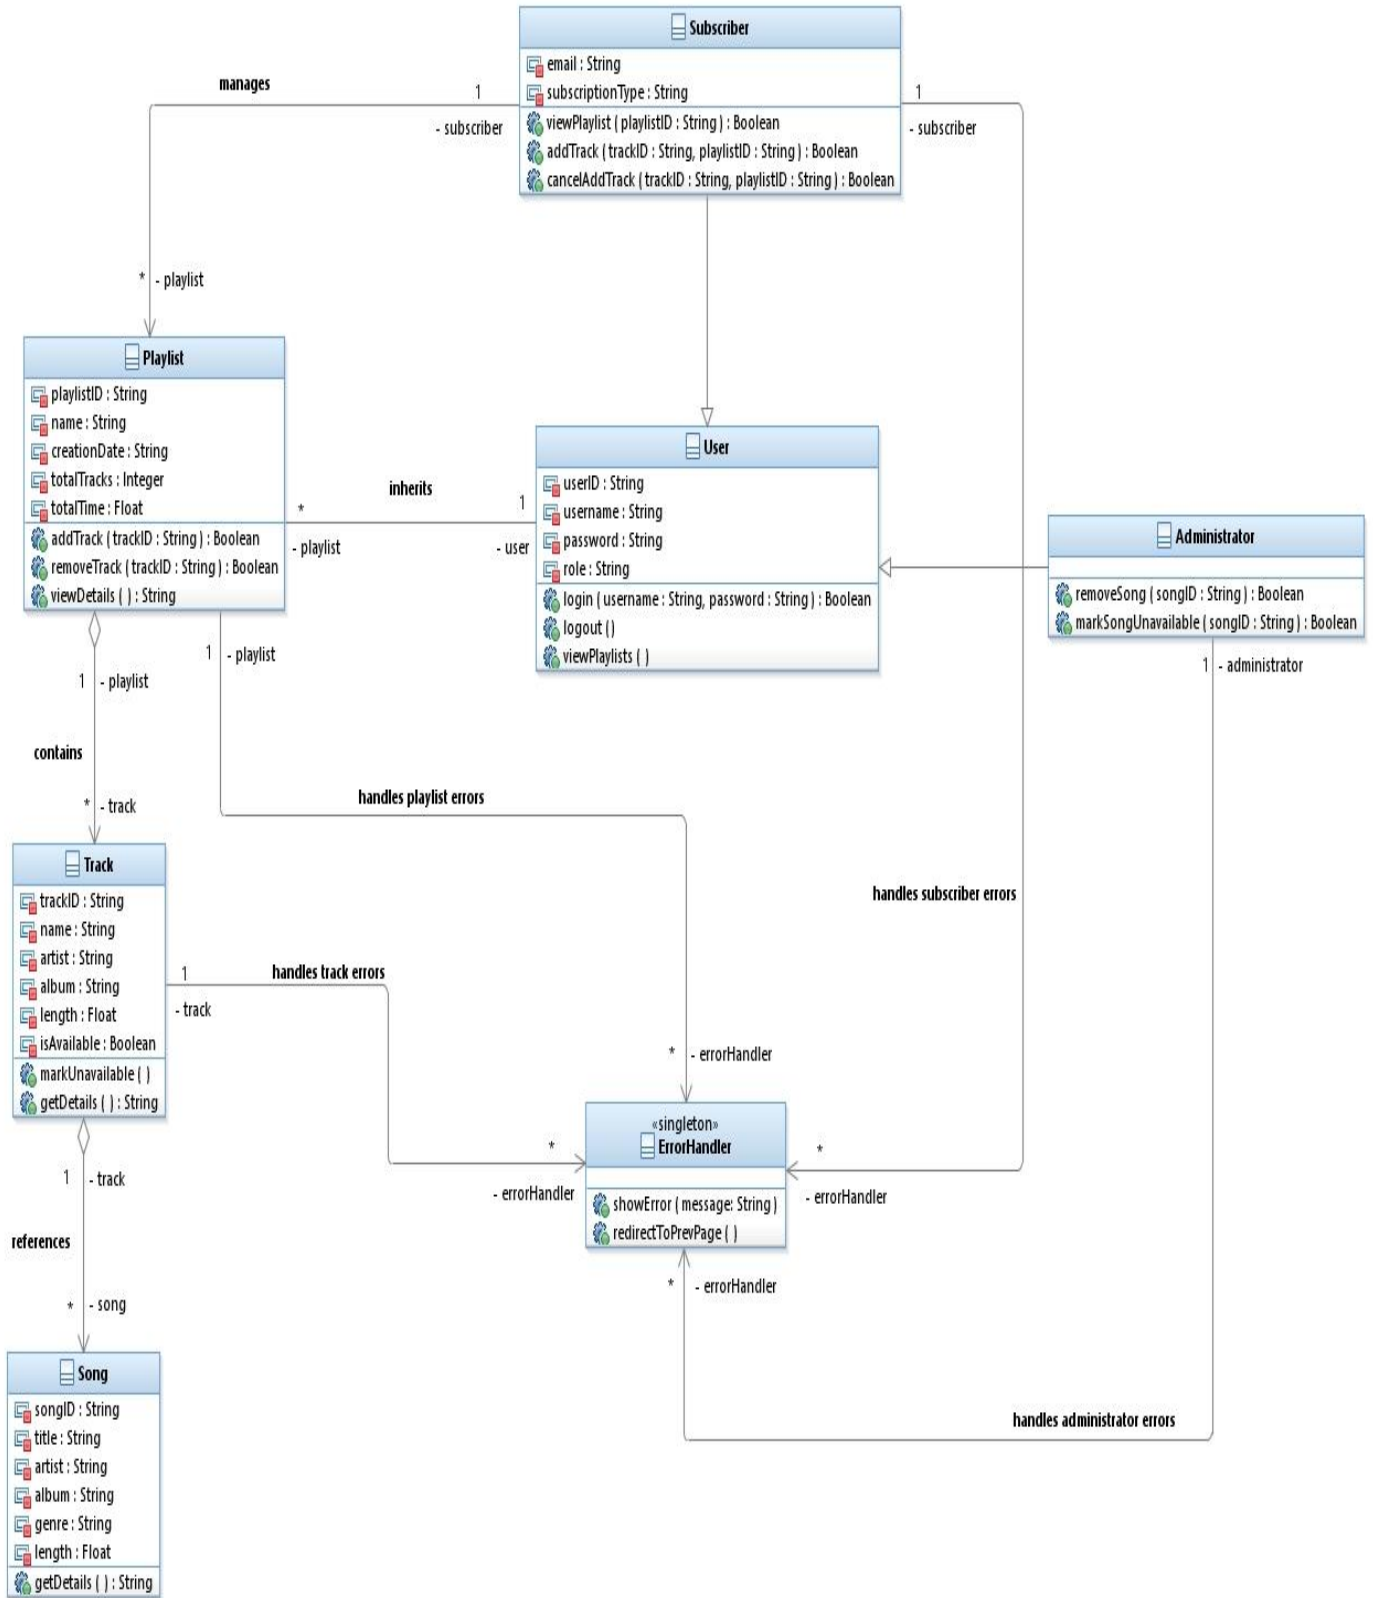 Subscriber
email : String
subscriptionType : String
viewPlaylist ( playlistID : String ) : Boolean
addTrack ( trackID : String, playlistID : String ) : Boolean
cancelAddTrack ( trackID : String, playlistID : String ) : Boolean
manages
1
- subscriber
1
- subscriber
* - playlist
Playlist
playlistID : String
name : String
creationDate : String
totalTracks : Integer
totalTime : Float
addTrack ( trackID : String ) : Boolean
removeTrack ( trackID : String ) : Boolean
viewDetails ( ) : String
inherits
*
- playlist
1
- user
User
userID : String
username : String
password : String
role : String
login ( username : String, password : String ) : Boolean
logout ( )
viewPlaylists ( )
Administrator
removeSong ( songID : String ) : Boolean
markSongUnavailable ( songID : String ) : Boolean
1 - administrator
1 - playlist
1 - playlist
contains
* - track
handles playlist errors
Track
trackID : String
name : String
artist : String
album : String
length : Float
isAvailable : Boolean
markUnavailable ( )
getDetails ( ) : String
handles subscriber errors
1
- track
handles track errors
* - errorHandler
«singleton»
ErrorHandler
showError ( message: String )
redirectToPrevPage ( )
*
- errorHandler
*
- errorHandler
* - errorHandler
1 - track
references
* - song
Song
songID : String
title : String
artist : String
album : String
genre : String
length : Float
getDetails ( ) : String
handles administrator errors